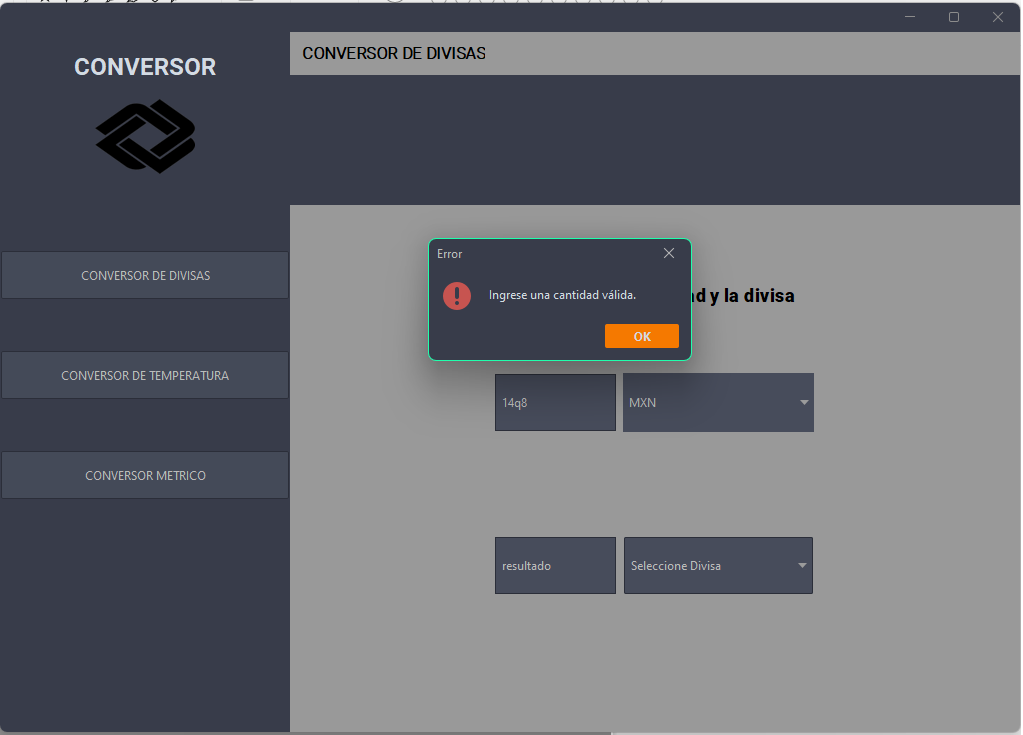 CONVERSOR
CONVERSOR DE DIVISAS
CONVERSOR DE DIVISAS
CONVERSOR DE TEMPERATURA
CONVERSOR METRICO
Error
Ingrese una cantidad válida.
OK
y la divisa
14q8
MXN
resultado
Seleccione Divisa